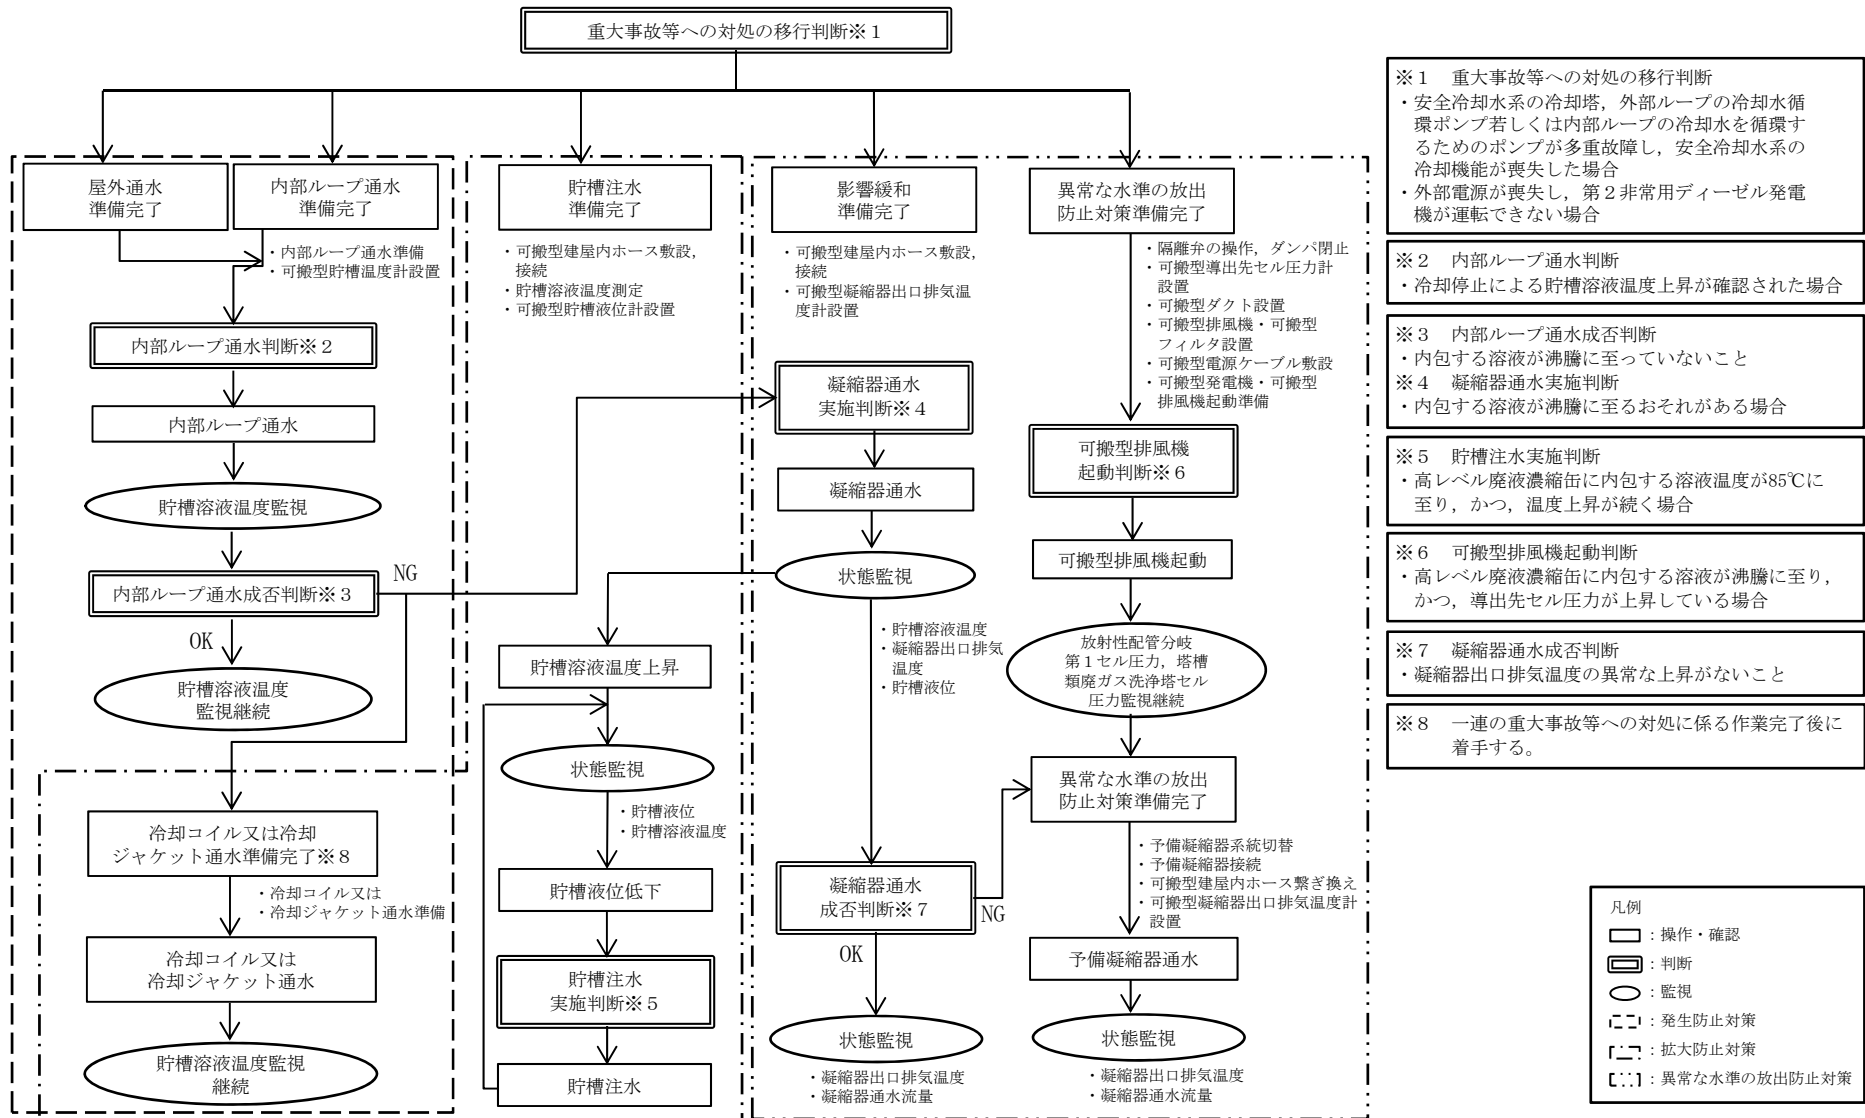 重大事故等への対処の移行判断※１
屋外通水
準備完了
内部ループ通水
準備完了
・内部ループ通水準備
・可搬型貯槽温度計設置
内部ループ通水判断※２
内部ループ通水
貯槽溶液温度監視
内部ループ通水成否判断※３
NG
OK
貯槽溶液温度
監視継続
冷却コイル又は冷却
ジャケット通水準備完了※８
・冷却コイル又は
・冷却ジャケット通水準備
冷却コイル又は
冷却ジャケット通水
貯槽溶液温度監視
継続
貯槽注水
準備完了
・可搬型建屋内ホース敷設，
接続
・貯槽溶液温度測定
・可搬型貯槽液位計設置
貯槽溶液温度上昇
状態監視
・貯槽液位
・貯槽溶液温度
貯槽液位低下
貯槽注水
実施判断※５
貯槽注水
影響緩和
準備完了
・可搬型建屋内ホース敷設，
接続
・可搬型凝縮器出口排気温
度計設置
凝縮器通水
実施判断※４
凝縮器通水
状態監視
・貯槽溶液温度
・凝縮器出口排気
温度
・貯槽液位
凝縮器通水
成否判断※７
NG
OK
状態監視
・凝縮器出口排気温度
・凝縮器通水流量
異常な水準の放出
防止対策準備完了
・隔離弁の操作，ダンパ閉止
・可搬型導出先セル圧力計
設置
・可搬型ダクト設置
・可搬型排風機・可搬型
フィルタ設置
・可搬型電源ケーブル敷設
・可搬型発電機・可搬型
排風機起動準備
可搬型排風機
起動判断※６
可搬型排風機起動
放射性配管分岐
第１セル圧力，塔槽
類廃ガス洗浄塔セル
圧力監視継続
異常な水準の放出
防止対策準備完了
・予備凝縮器系統切替
・予備凝縮器接続
・可搬型建屋内ホース繋ぎ換え
・可搬型凝縮器出口排気温度計
設置
予備凝縮器通水
状態監視
・凝縮器出口排気温度
・凝縮器通水流量
※１　重大事故等への対処の移行判断
・安全冷却水系の冷却塔，外部ループの冷却水循
環ポンプ若しくは内部ループの冷却水を循環す
るためのポンプが多重故障し，安全冷却水系の
冷却機能が喪失した場合
・外部電源が喪失し，第２非常用ディーゼル発電
機が運転できない場合
※２　内部ループ通水判断
・冷却停止による貯槽溶液温度上昇が確認された場合
※３　内部ループ通水成否判断
・内包する溶液が沸騰に至っていないこと
※４　凝縮器通水実施判断
・内包する溶液が沸騰に至るおそれがある場合
※５　貯槽注水実施判断
・高レベル廃液濃縮缶に内包する溶液温度が85℃に
至り，かつ，温度上昇が続く場合
※６　可搬型排風機起動判断
・高レベル廃液濃縮缶に内包する溶液が沸騰に至り，
かつ，導出先セル圧力が上昇している場合
※７　凝縮器通水成否判断
・凝縮器出口排気温度の異常な上昇がないこと
※８　一連の重大事故等への対処に係る作業完了後に
着手する。
凡例
：操作・確認
：判断
：監視
：発生防止対策
：拡大防止対策
：異常な水準の放出防止対策